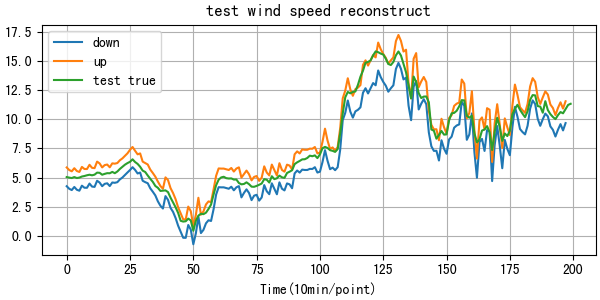 test wind speed reconstruct
17.5
15.0
12.5
10.0
7.5
5.0
2.5
0.0
down
up
test true
0 25 50 75 100 125 150 175 200
Time(10min/point)